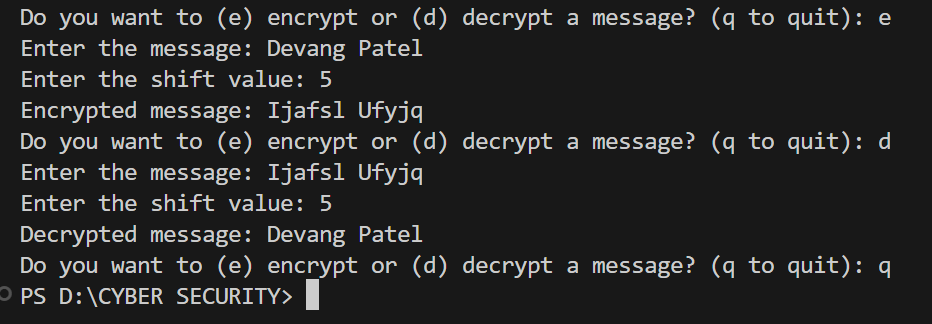 Do you want to (e) encrypt or (d) decrypt a message? (q to quit): e
Enter the message: Devang Patel
Enter the shift value: 5
Encrypted message: Ijafsl Ufyjq
Do you want to (e) encrypt or (d) decrypt a message? (q to quit): d
Enter the message: Ijafsl Ufyjq
Enter the shift value: 5
Decrypted message: Devang Patel
Do you want to (e) encrypt or (d) decrypt a message? (q to quit): q
PS D:\CYBER SECURITY>